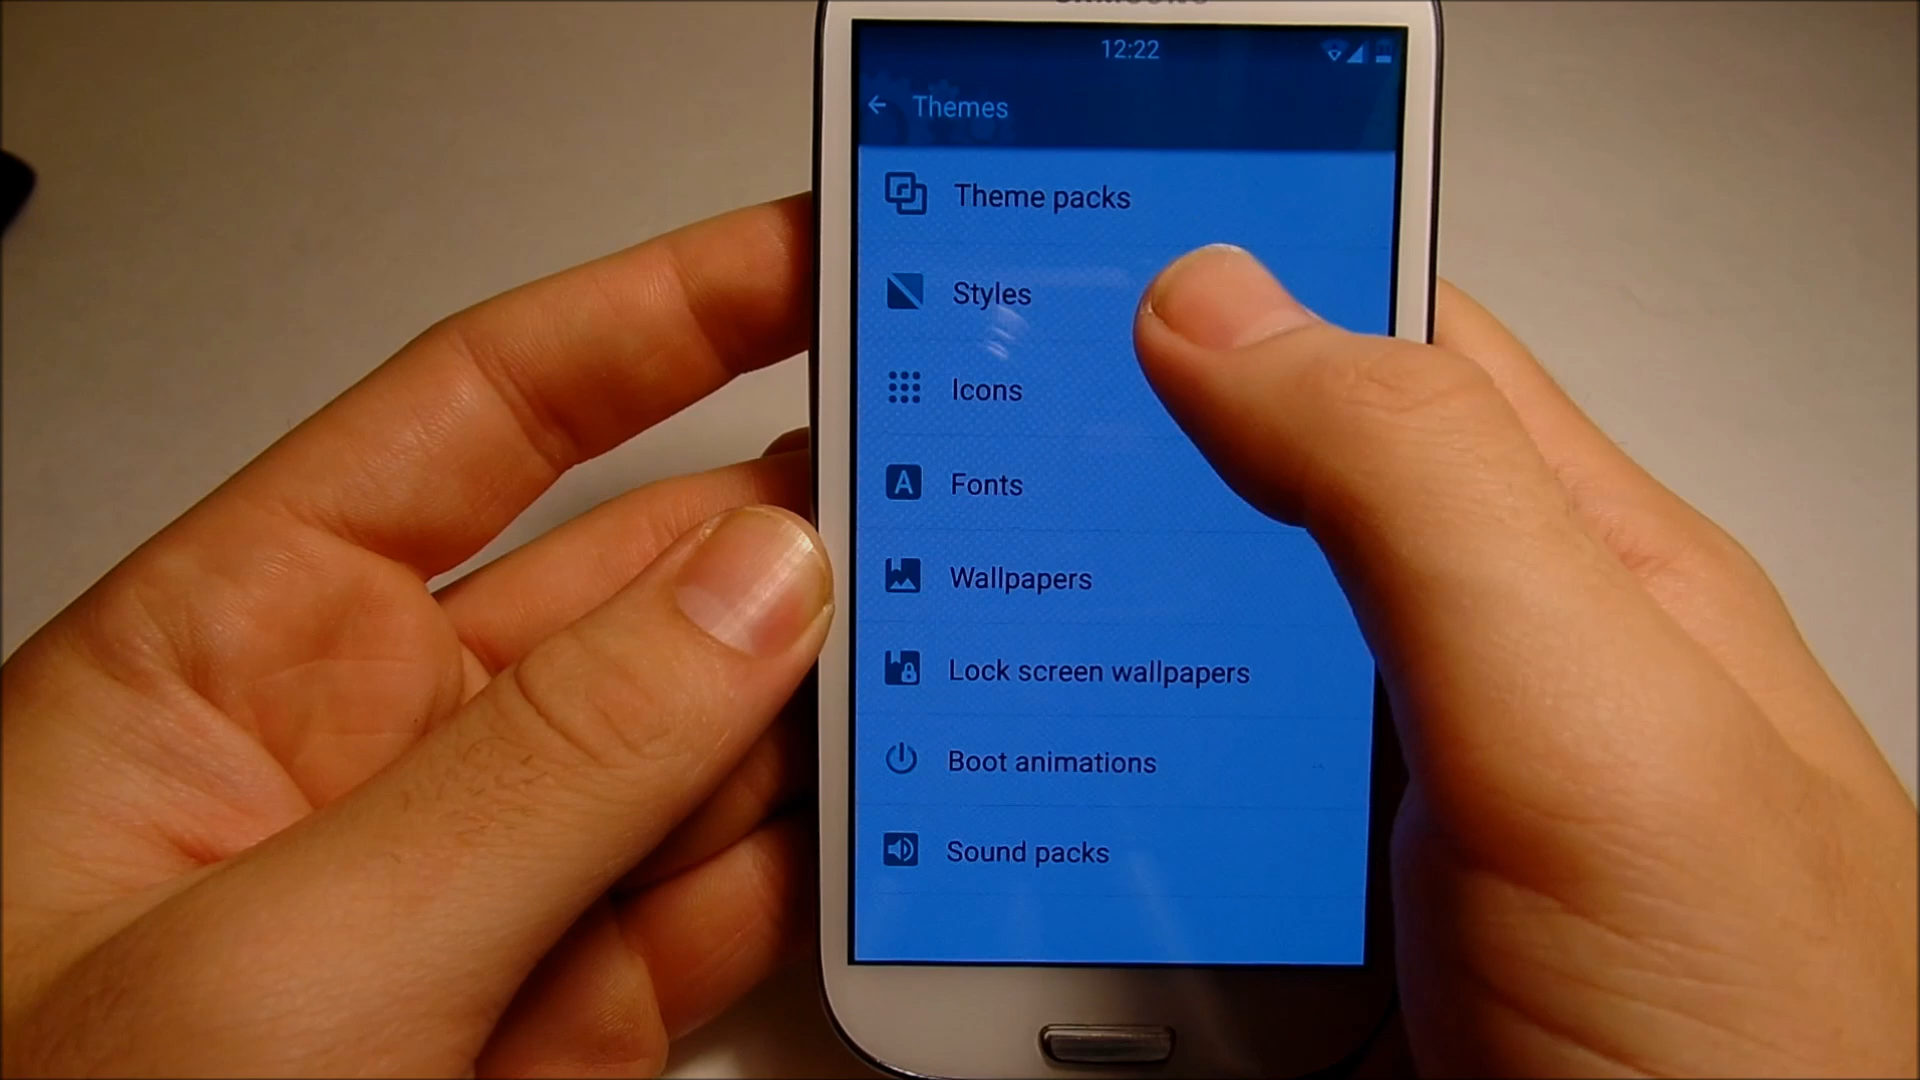 12:22
Themes
Theme packs
Styles
Icons
A
Fonts
Wallpapers
Lock screen wallpapers
Boot animations
Sound packs